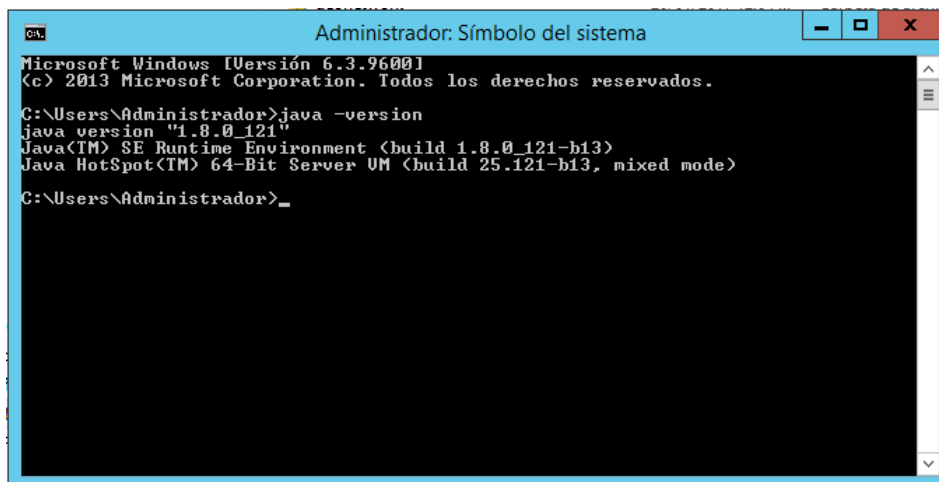 Administrador: Símbolo del sistema
Microsoft Windows [Versión 6.3.9600]
(c) 2013 Microsoft Corporation. Todos los derechos reservados.
C:\Users\Administrador>java -version
java version "1.8.0_121"
Java(TM) SE Runtime Environment (build 1.8.0_121-b13)
Java HotSpot(TM) 64-Bit Server VM (build 25.121-b13, mixed mode)
C:\Users\Administrador>_